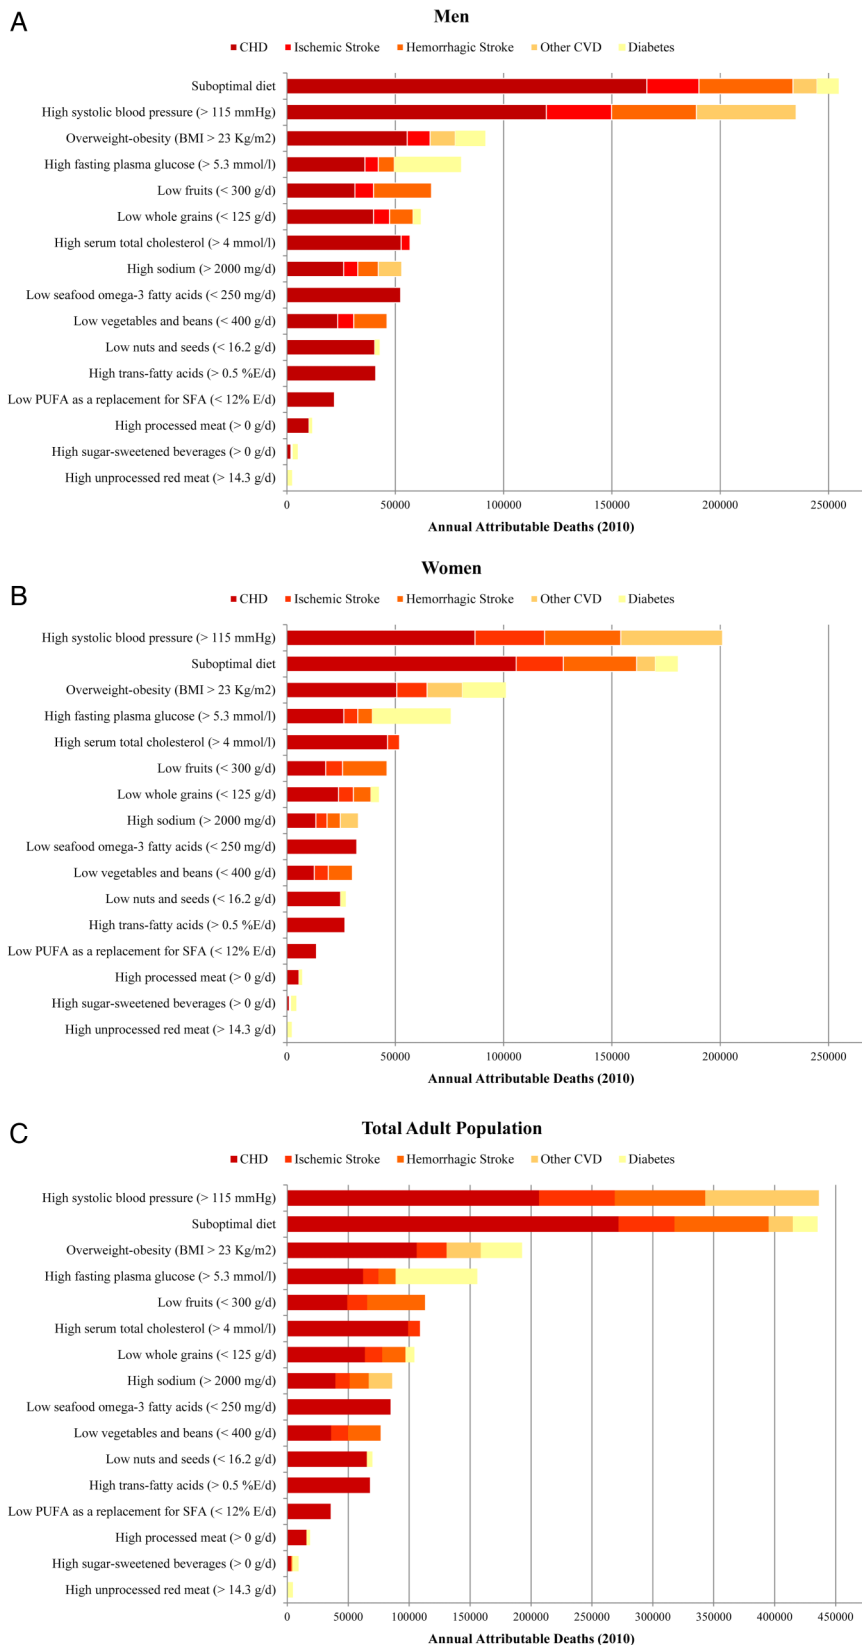 A
Men
CHD Ischemic Stroke Hemorrhagic Stroke Other CVD Diabetes
Suboptimal diet
High systolic blood pressure (> 115 mmHg)
Overweight-obesity (BMI > 23 Kg/m2)
High fasting plasma glucose (> 5.3 mmol/l)
Low fruits (< 300 g/d)
Low whole grains (< 125 g/d)
High serum total cholesterol (> 4 mmol/l)
High sodium (> 2000 mg/d)
Low seafood omega-3 fatty acids (< 250 mg/d)
Low vegetables and beans (< 400 g/d)
Low nuts and seeds (< 16.2 g/d)
High trans-fatty acids (> 0.5 %E/d)
Low PUFA as a replacement for SFA (< 12% E/d)
High processed meat (> 0 g/d)
High sugar-sweetened beverages (> 0 g/d)
High unprocessed red meat (> 14.3 g/d)
0 50000 100000 150000 200000 250000
Annual Attributable Deaths (2010)
Women
B
CHD Ischemic Stroke Hemorrhagic Stroke Other CVD Diabetes
High systolic blood pressure (> 115 mmHg)
Suboptimal diet
Overweight-obesity (BMI > 23 Kg/m2)
High fasting plasma glucose (> 5.3 mmol/l)
High serum total cholesterol (> 4 mmol/l)
Low fruits (< 300 g/d)
Low whole grains (< 125 g/d)
High sodium (> 2000 mg/d)
Low seafood omega-3 fatty acids (< 250 mg/d)
Low vegetables and beans (< 400 g/d)
Low nuts and seeds (< 16.2 g/d)
High trans-fatty acids (> 0.5 %E/d)
Low PUFA as a replacement for SFA (< 12% E/d)
High processed meat (> 0 g/d)
High sugar-sweetened beverages (> 0 g/d)
High unprocessed red meat (> 14.3 g/d)
0 50000 100000 150000 200000 250000
Annual Attributable Deaths (2010)
C
Total Adult Population
CHD Ischemic Stroke Hemorrhagic Stroke Other CVD Diabetes
High systolic blood pressure (> 115 mmHg)
Suboptimal diet
Overweight-obesity (BMI > 23 Kg/m2)
High fasting plasma glucose (> 5.3 mmol/l)
Low fruits (< 300 g/d)
High serum total cholesterol (> 4 mmol/l)
Low whole grains (< 125 g/d)
High sodium (> 2000 mg/d)
Low seafood omega-3 fatty acids (< 250 mg/d)
Low vegetables and beans (< 400 g/d)
Low nuts and seeds (< 16.2 g/d)
High trans-fatty acids (> 0.5 %E/d)
Low PUFA as a replacement for SFA (< 12% E/d)
High processed meat (> 0 g/d)
High sugar-sweetened beverages (> 0 g/d)
High unprocessed red meat (> 14.3 g/d)
0 50000 100000 150000 200000 250000 300000 350000 400000 450000
Annual Attributable Deaths (2010)